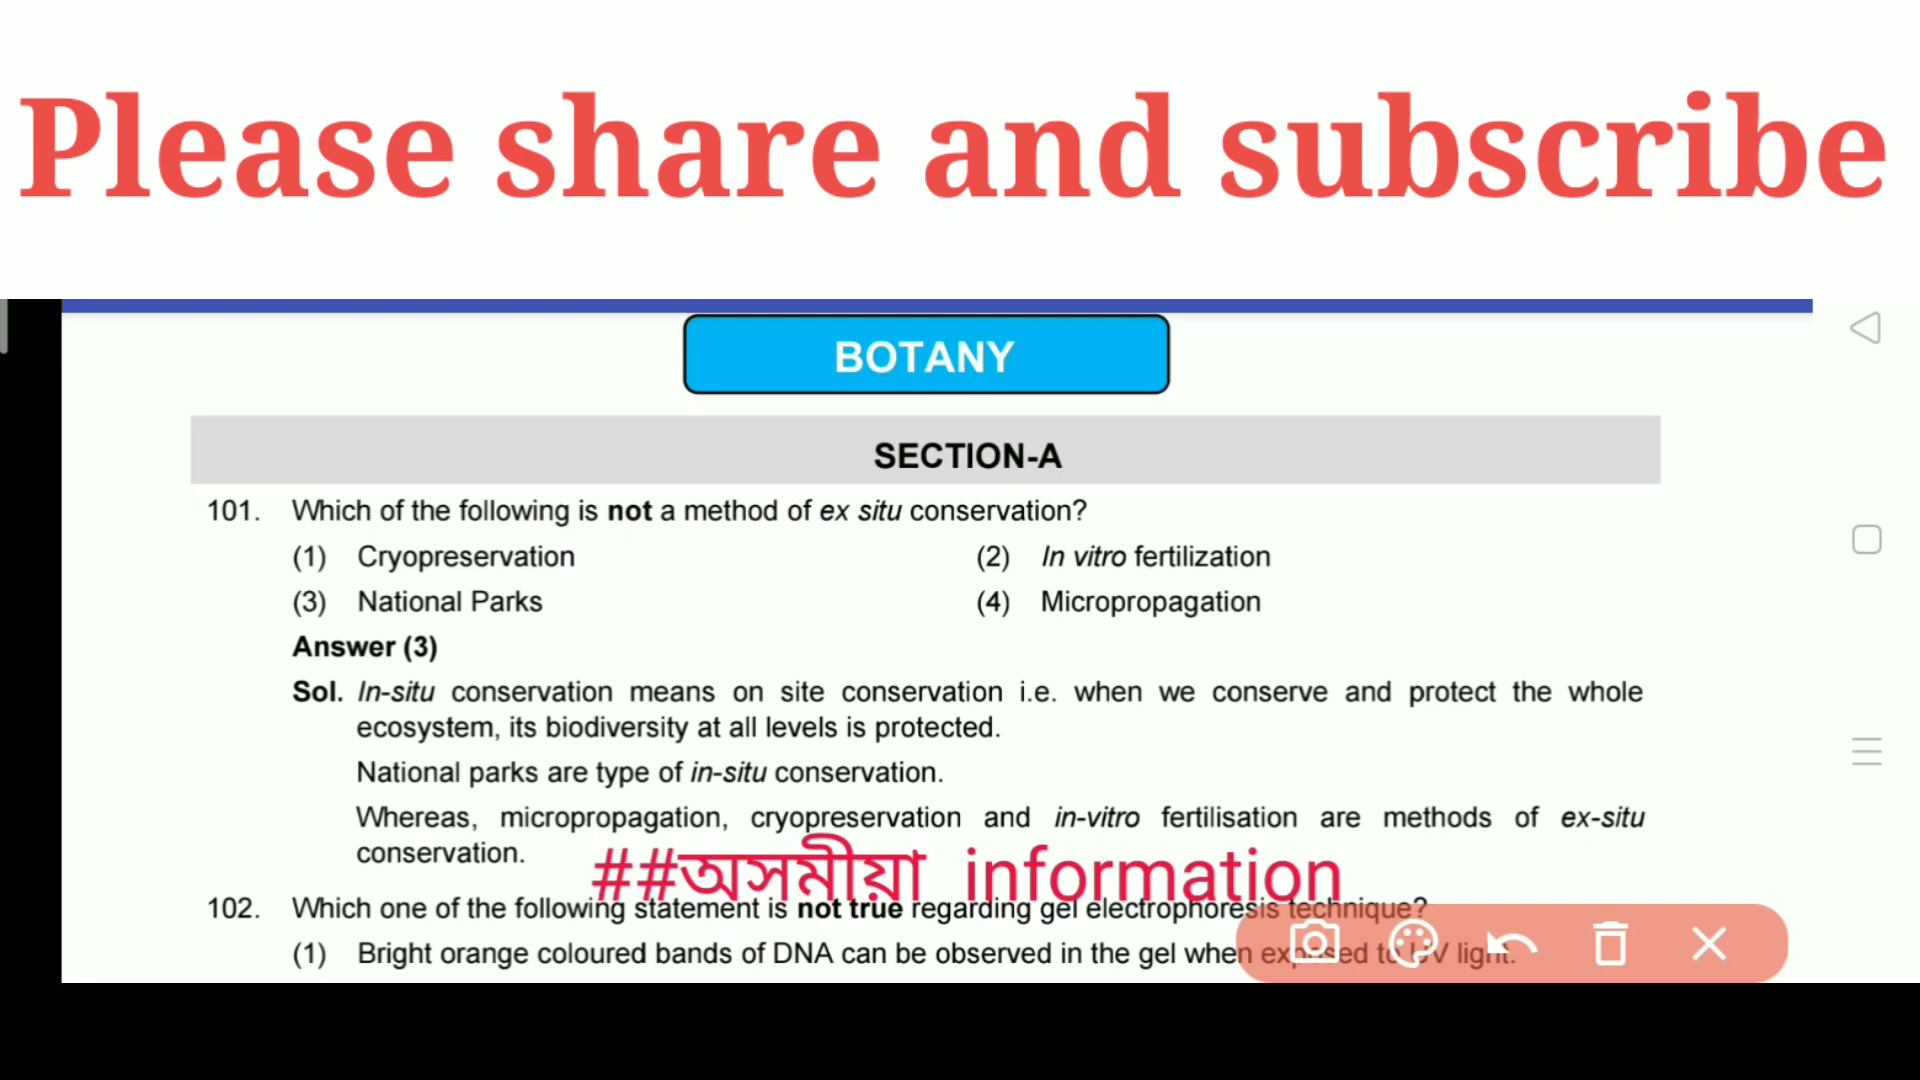 Please share and subscribe
BOTANY
SECTION-A
101. Which of the following is not a method of ex situ conservation?
(1) Cryopreservation (2) In vitro fertilization
(3) National Parks (4) Micropropagation
Answer (3)
Sol. In-situ conservation means on site conservation i.e. when we conserve and protect the whole
ecosystem, its biodiversity at all levels is protected.
National parks are type of in-situ conservation.
Whereas, micropropagation, cryopreservation and in-vitro fertilisation are methods of ex-situ
conservation.
##অসমীয়া information
102. Which one of the following statement is not true regarding gel electrophoresis technique?
(1) Bright orange coloured bands of DNA can be observed in the gel when exposed to UV light.